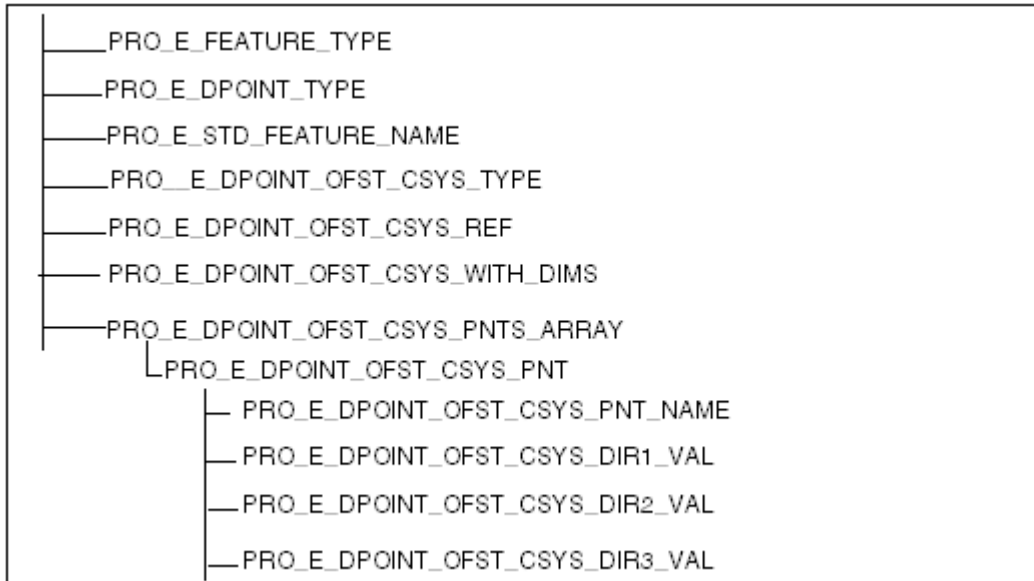 PRO_E_FEATURE_TYPE
PRO_E_DPOINT_TYPE
PRO_E_STD_FEATURE_NAME
PRO__E_DPOINT_OFST_CSYS_TYPE
PRO_E_DPOINT_OFST_CSYS_REF
PRO_E_DPOINT_OFST_CSYS_WITH_DIMS
PRO_E_DPOINT_OFST_CSYS_PNTS_ARRAY
PRO_E_DPOINT_OFST_CSYS_PNT
PRO_E_DPOINT_OFST_CSYS_PNT_NAME
PRO_E_DPOINT_OFST_CSYS_DIR1_VAL
PRO_E_DPOINT_OFST_CSYS_DIR2_VAL
PRO_E_DPOINT_OFST_CSYS_DIR3_VAL